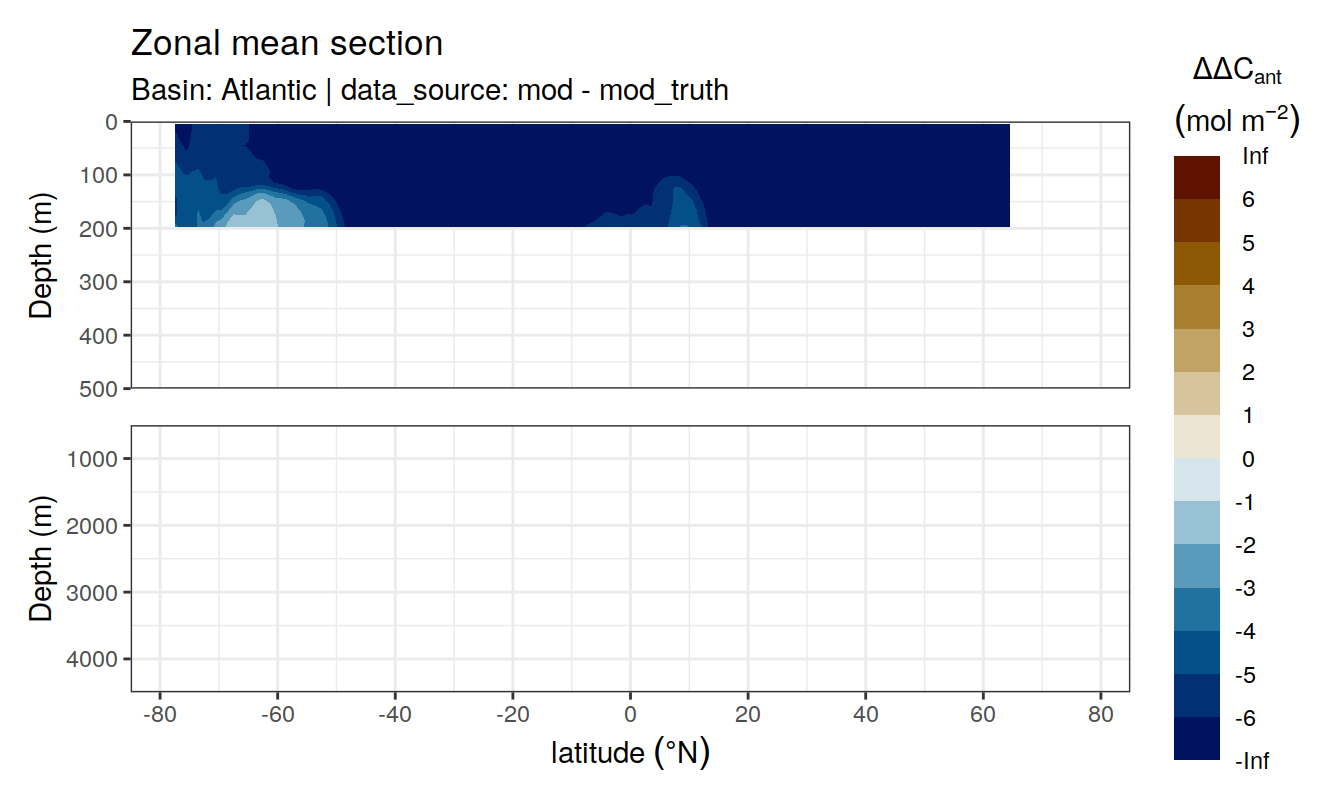 Zonal mean section
Basin: Atlantic | data_source: mod - mod_truth
ΔΔCant
(mol m−2)
Inf
6
5
4
3
2
1
0
-1
-2
-3
-4
-5
-6
-Inf
Depth (m)
0
100
200
300
400
500
Depth (m)
1000
2000
3000
4000
-80 -60 -40 -20 0 20 40 60 80
latitude (°N)